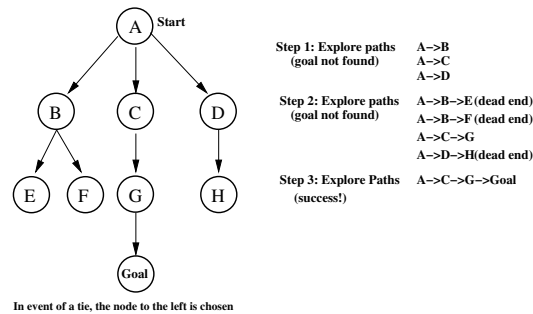 A Start
B C D
E F G H
Goal
Step 1: Explore paths A->B
(goal not found) A->C
A->D
Step 2: Explore paths A->B->E (dead end)
(goal not found) A->B->F (dead end)
A->C->G
A->D->H(dead end)
Step 3: Explore Paths A->C->G->Goal
(success!)
In event of a tie, the node to the left is chosen